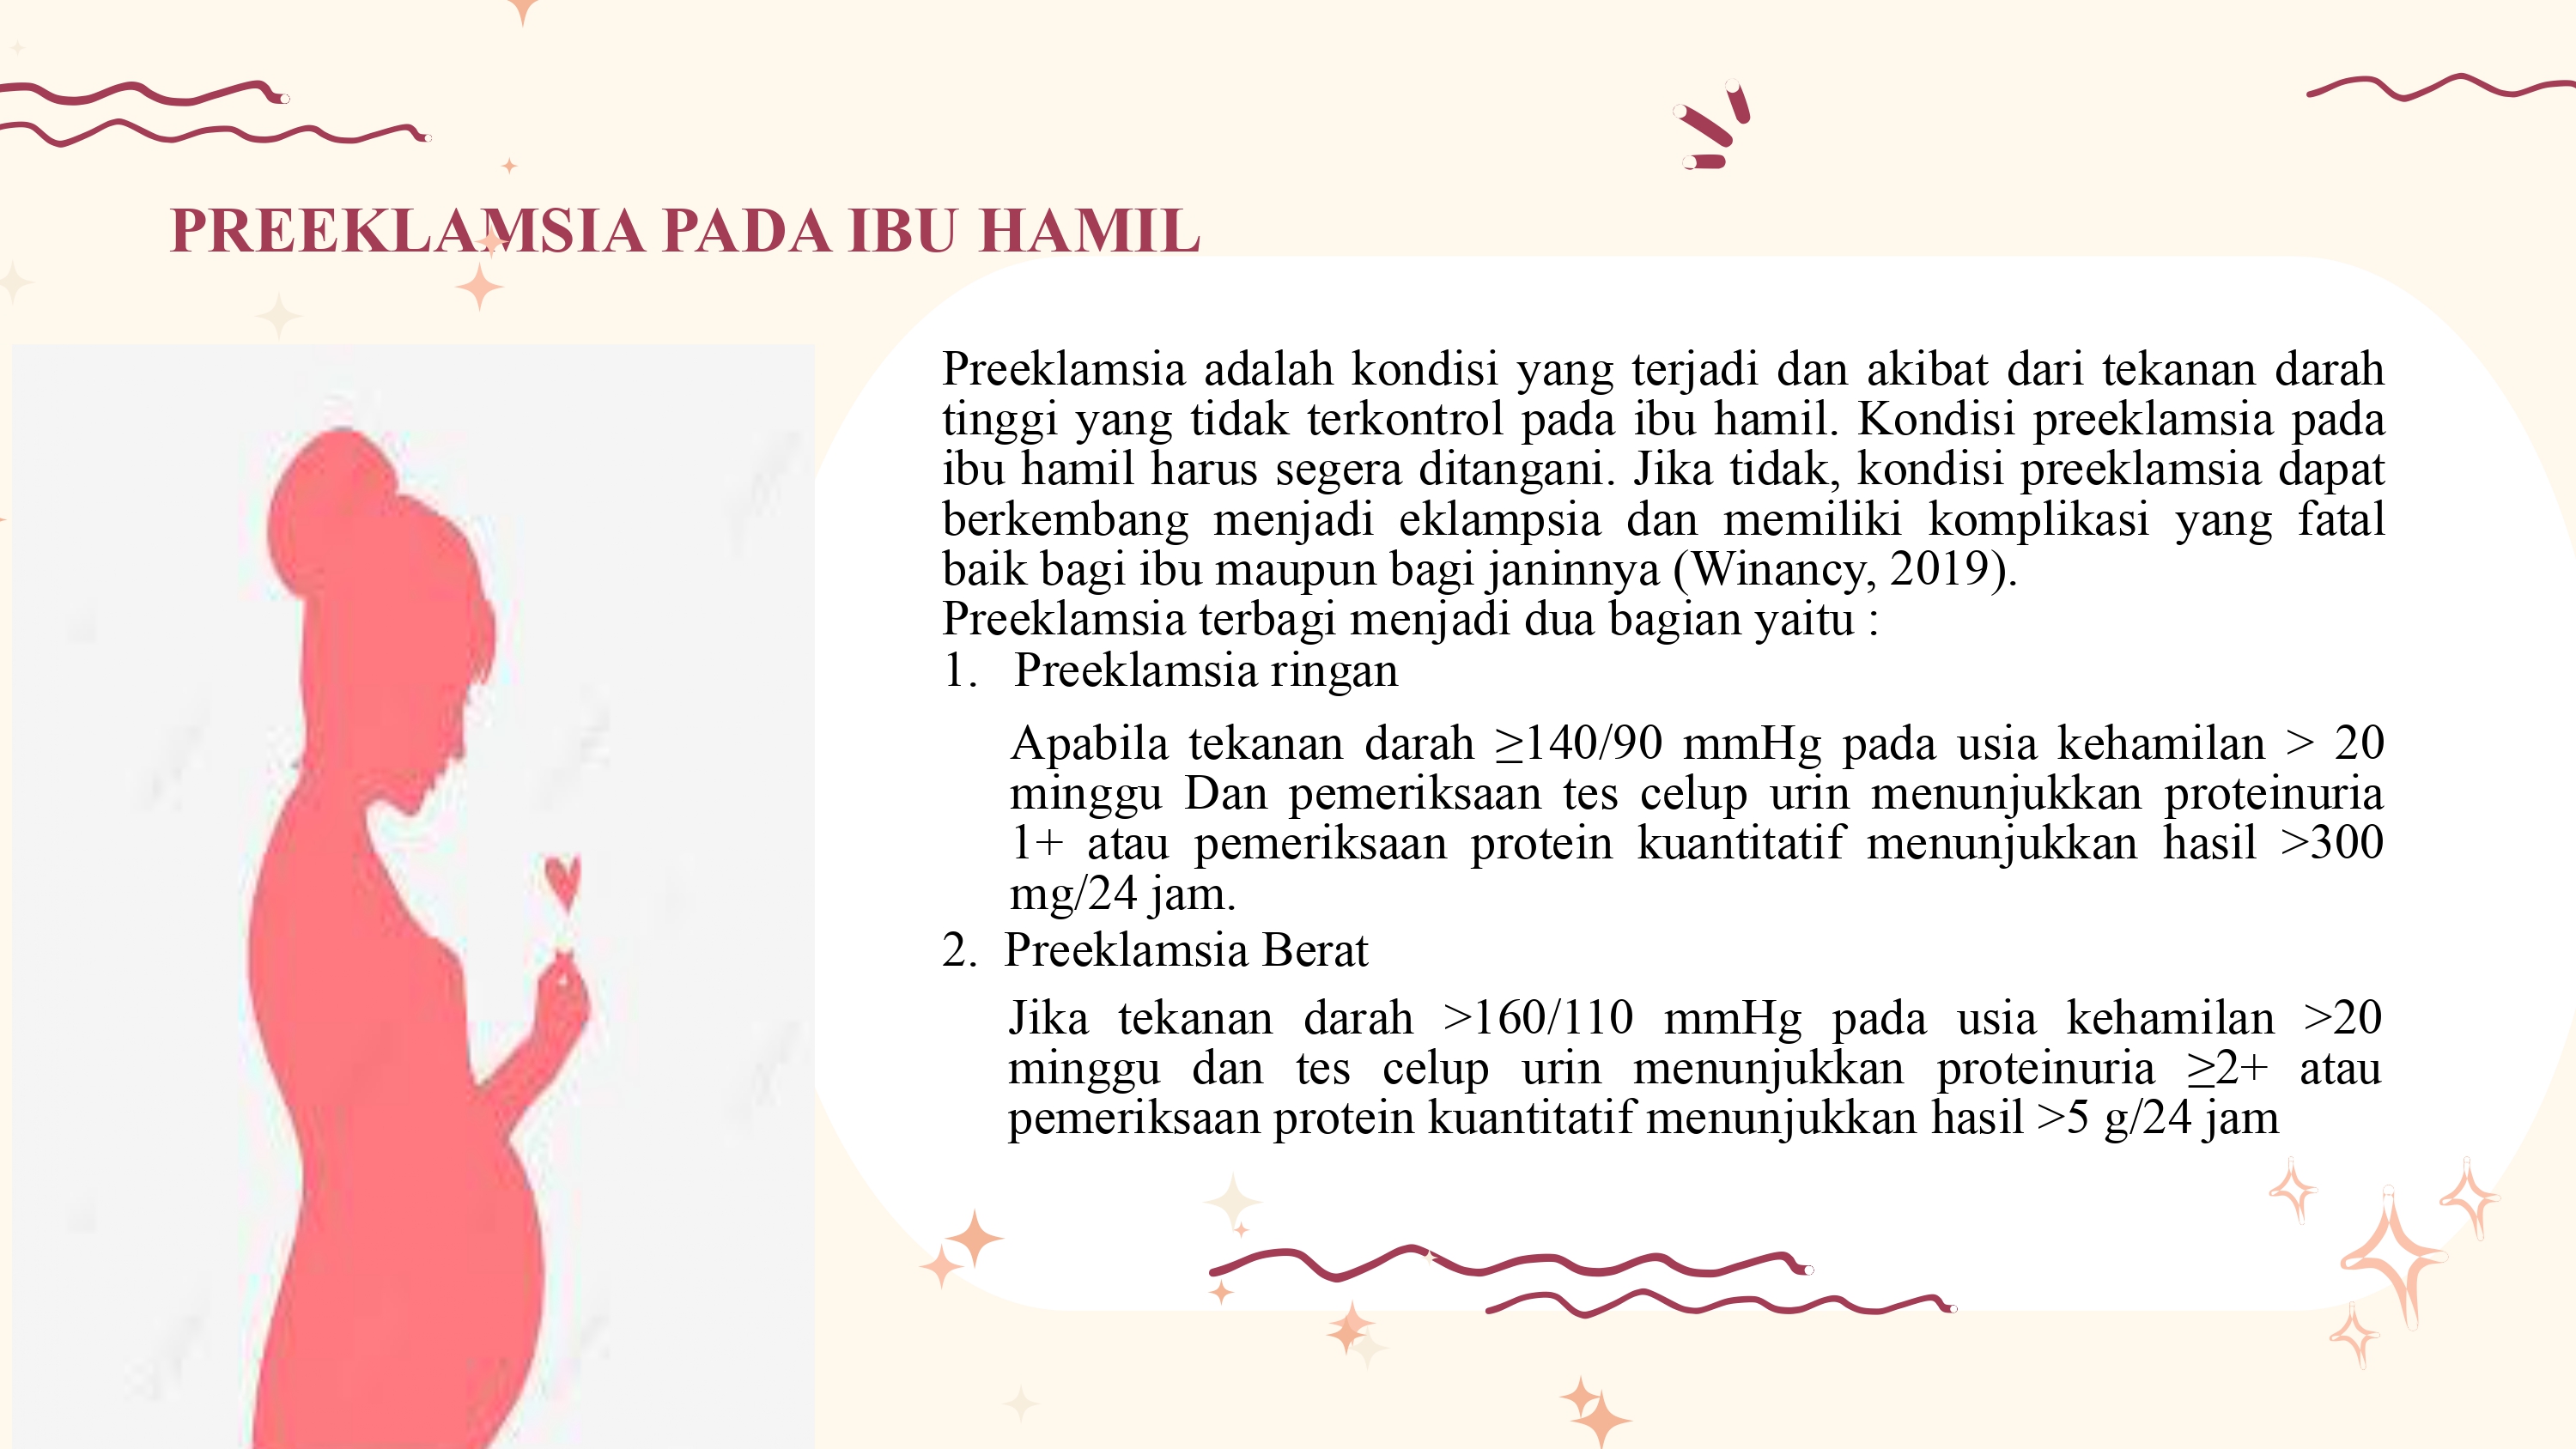 PREEKLAMSIA PADA IBU HAMIL
Preeklamsia adalah kondisi yang terjadi dan akibat dari tekanan darah
tinggi yang tidak terkontrol pada ibu hamil. Kondisi preeklamsia pada
ibu hamil harus segera ditangani. Jika tidak, kondisi preeklamsia dapat
berkembang menjadi eklampsia dan memiliki komplikasi yang fatal
baik bagi ibu maupun bagi janinnya (Winancy, 2019).
Preeklamsia terbagi menjadi dua bagian yaitu :
1. Preeklamsia ringan
Apabila tekanan darah ≥140/90 mmHg pada usia kehamilan > 20
minggu Dan pemeriksaan tes celup urin menunjukkan proteinuria
1+ atau pemeriksaan protein kuantitatif menunjukkan hasil >300
mg/24 jam.
2. Preeklamsia Berat
Jika tekanan darah >160/110 mmHg pada usia kehamilan >20
minggu dan tes celup urin menunjukkan proteinuria ≥2+ atau
pemeriksaan protein kuantitatif menunjukkan hasil >5 g/24 jam